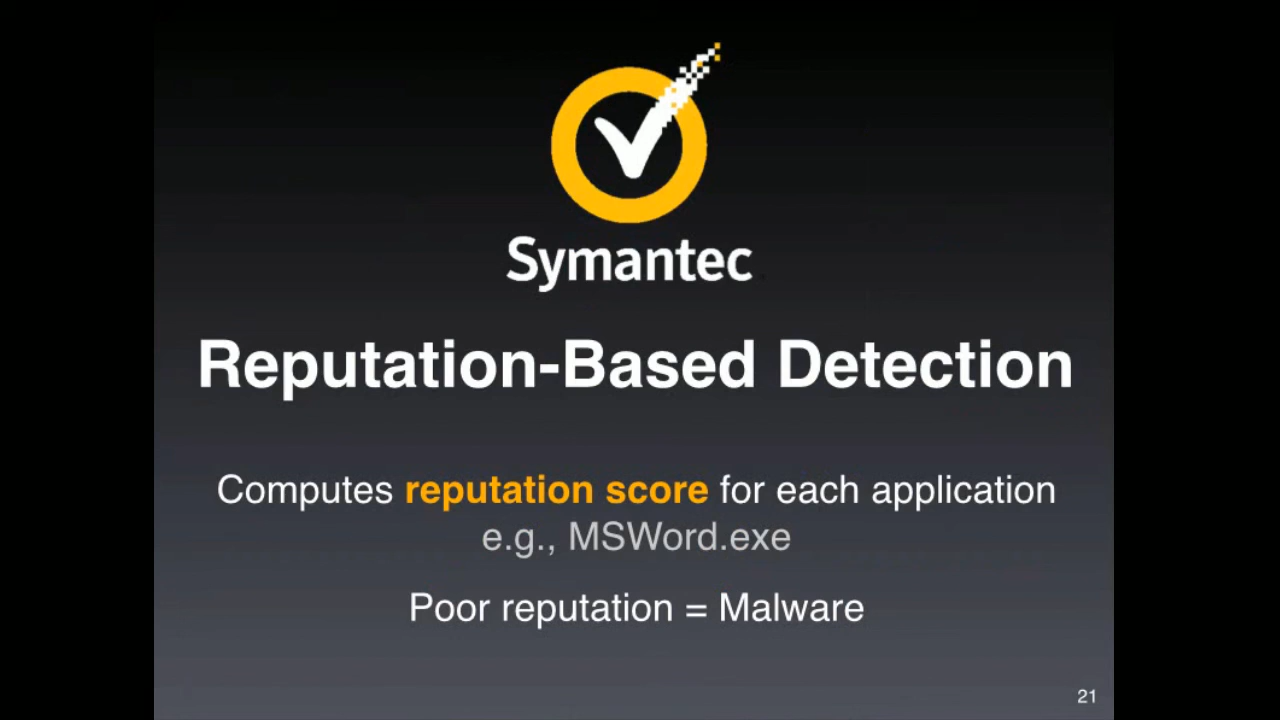 Symantec
Reputation-Based Detection
Computes reputation score for each application
e.g., MSWord.exe
Poor reputation = Malware
21